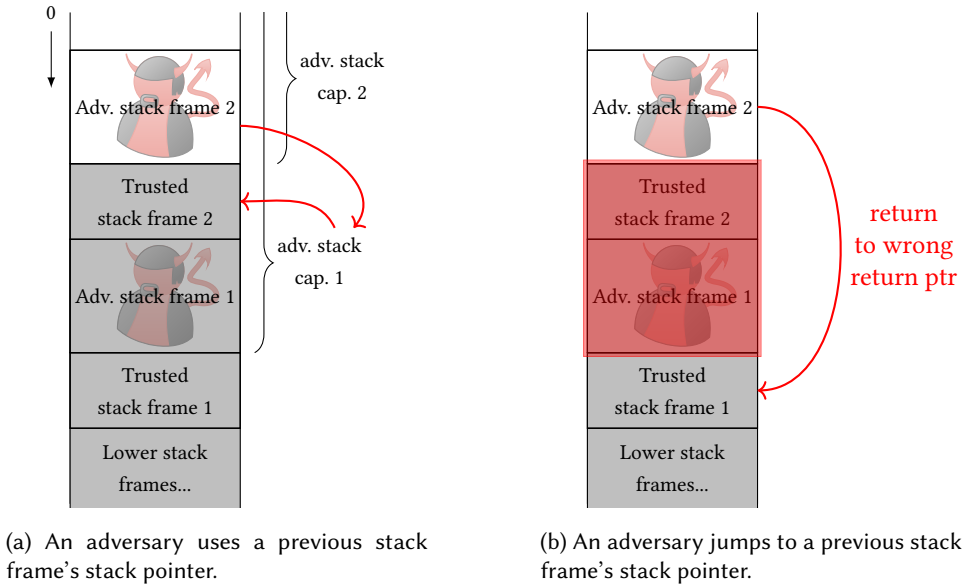 0
adv. stack
cap. 2
Adv. stack frame 2
Trusted
stack frame 2
adv. stack
cap. 1
Adv. stack frame 1
Trusted
stack frame 1
Lower stack
frames...
(a) An adversary uses a previous stack
frame's stack pointer.
Adv. stack frame 2
Trusted
stack frame 2
return
to wrong
return ptr
Adv. stack frame 1
Trusted
stack frame 1
Lower stack
frames...
(b) An adversary jumps to a previous stack
frame's stack pointer.